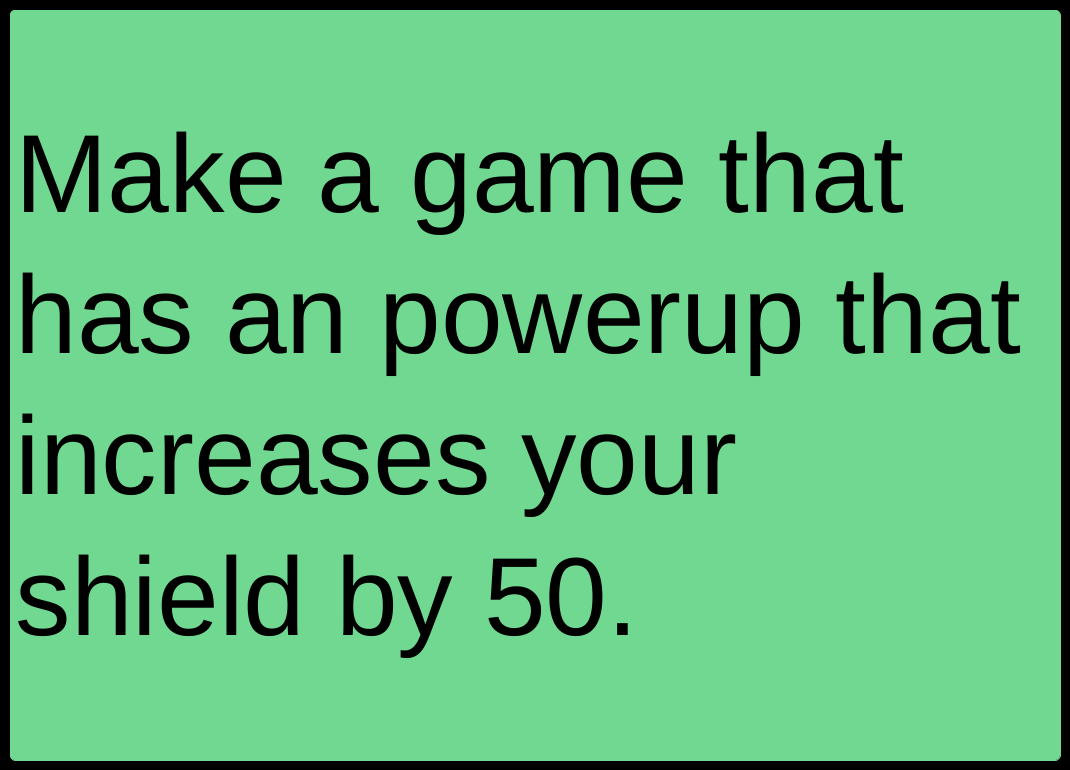 Make a game that
has an powerup that
increases your
shield by 50.